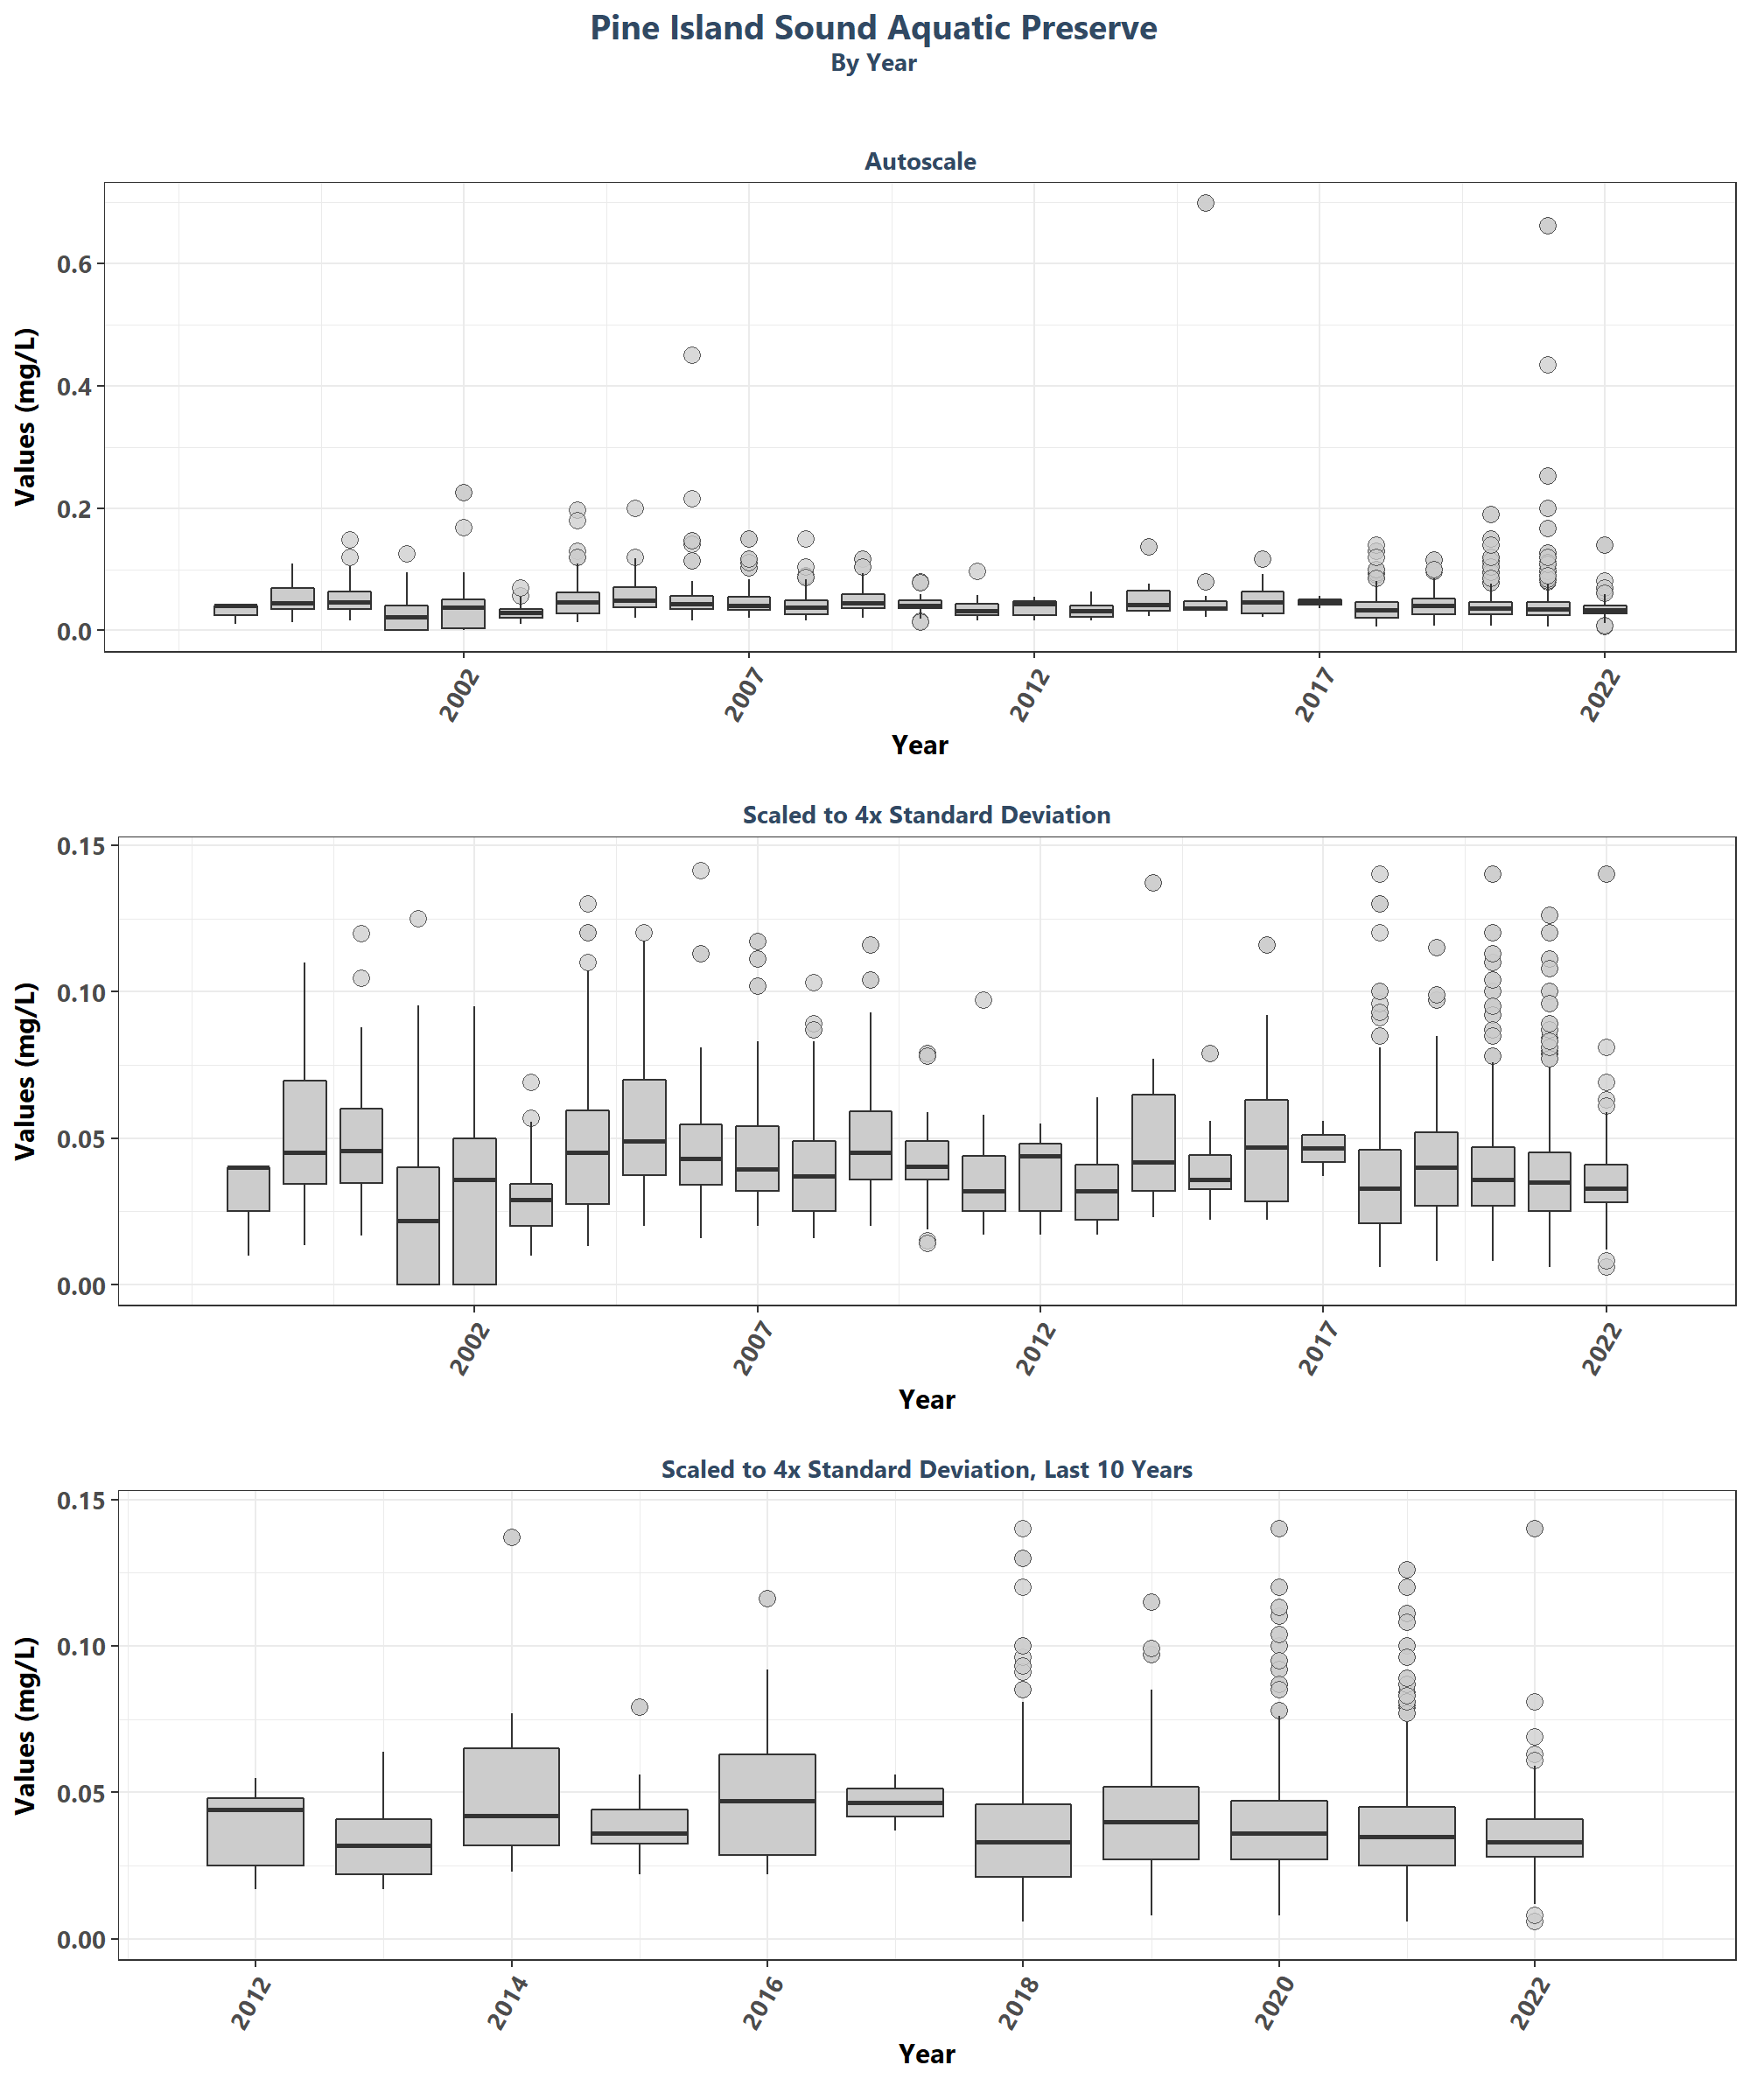 Pine Island Sound Aquatic Preserve
By Year
Autoscale
Values (mg/L)
0.6
0.4
0.2
0.0
2002 2007 2012 2017 2022
Year
Scaled to 4x Standard Deviation
Values (mg/L)
0.15
0.10
0.05
0.00
2002 2007 2012 2017 2022
Year
Scaled to 4x Standard Deviation, Last 10 Years
Values (mg/L)
0.15
0.10
0.05
0.00
2012 2014 2016 2018 2020 2022
Year